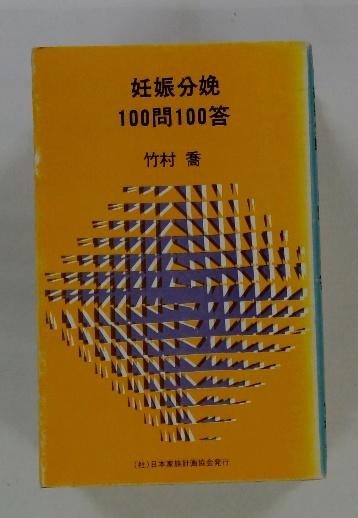 妊娠分娩
100問100答
竹村 喬
(社)日本家族計画協会発行